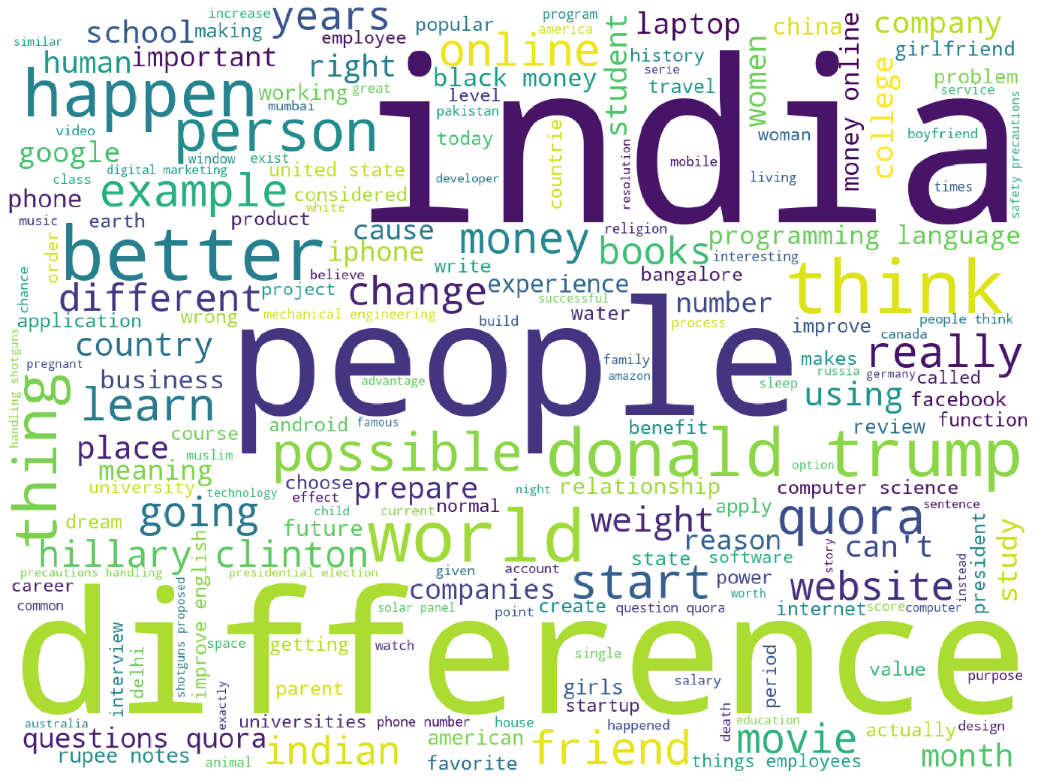 increase
years
popular
program
laptop
china
company
school
making
employee
online
america
similar
human
important
right
history
girlfriend
happen
working
black money
student
serie
women
money online
college
problem
mumbai
great
level
travel
service
video
person
pakistan
india
woman
boyfriend
safety precautions
google
window
exist
today
countrie
resolution
mobile
digital marketing
united state
class
example
considered
developer
living
times
phone
white
music
earth
product
cause
money
religion
books
programming language
order
better
iphone
interesting
believe
write
experience
bangalore
think
chance
different
project
change
successful
number
application
wrong
mechanical engineering
build
water
process
improve
people think
handling shotguns
country
people
canada
pregnant
family
makes
really
amazon
russia
germany
called
thing
business
advantage
sleep
using
facebook
learn
android
famous
benefit
review
function
place
course
muslim
possible
donald trump
meaning
choose
prepare
option
university
technology
effect
night
relationship
computer science
going
child
current
normal
weight
apply
quora
sentence
dream
future
world
reason
can't
hillary clinton
state
software
story
instead
president
study
precautions handling
presidential election
given
account
start
power
website
career
companies
worth
common
solar panel
point
create
question quora
internet
score
computer
difference
shotguns proposed
improve english
interview
delhi
space
getting
watch
single
period
value
parent
girls
salary
purpose
startup
australia
exactly
universities
phone number
house
happened
death
education
actually
design
questions quora
american
movie
rupee notes
animal
indian
favorite
friend
things employees
month